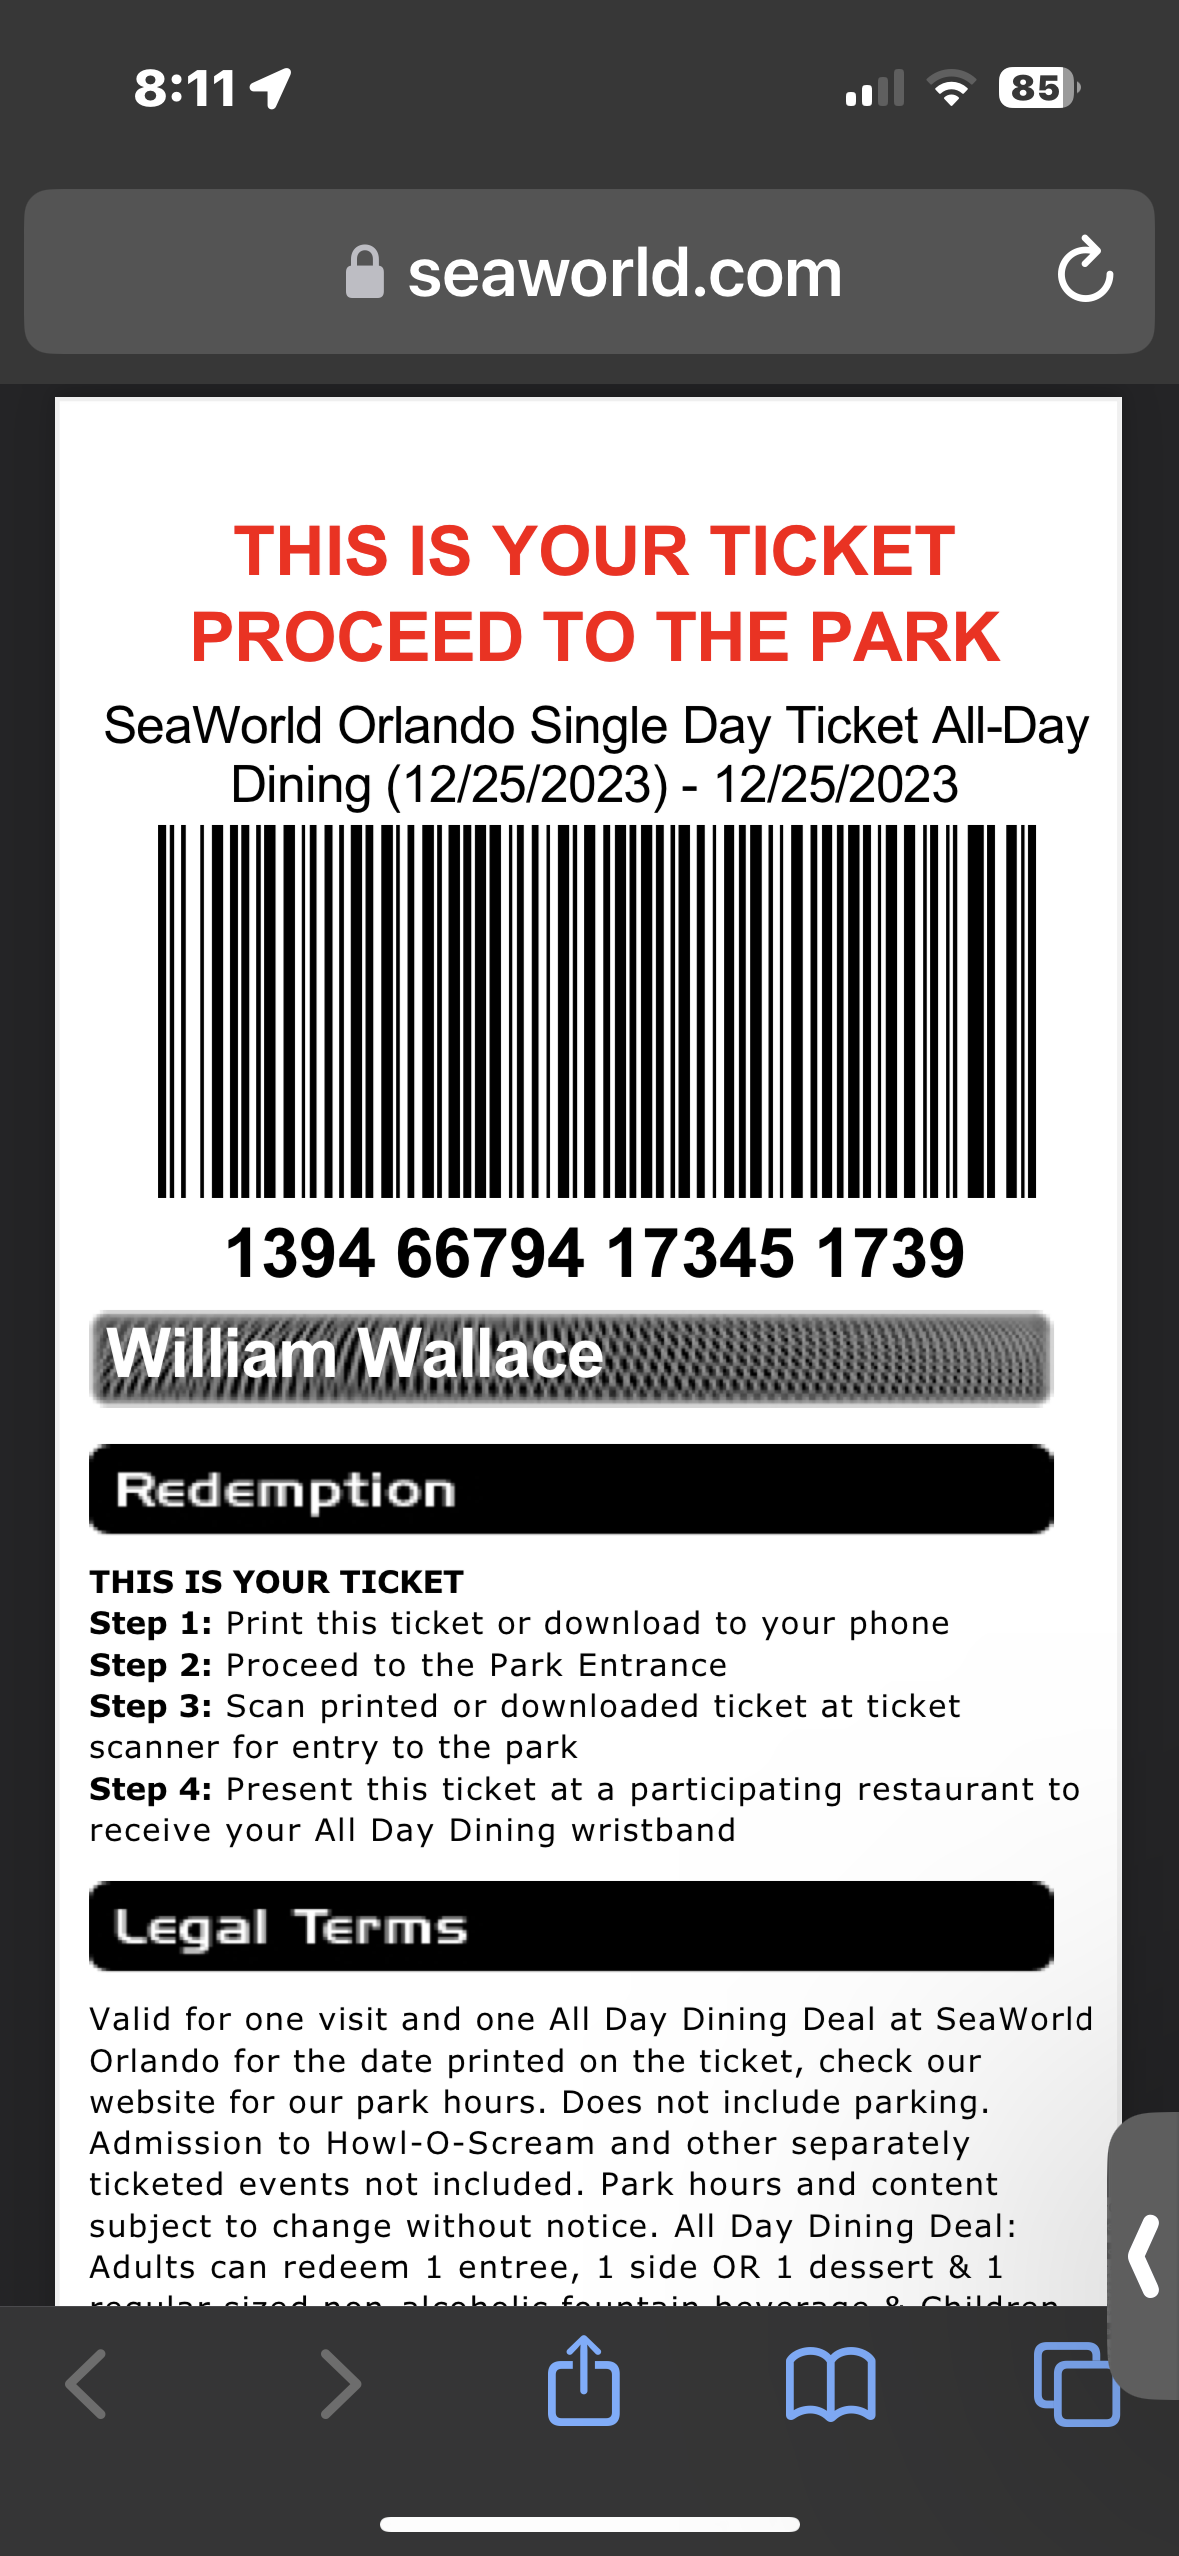 8:11
85
seaworld.com
THIS IS YOUR TICKET
PROCEED TO THE PARK
SeaWorld Orlando Single Day Ticket All-Day
Dining (12/25/2023) - 12/25/2023
1394 66794 17345 1739
William Wallace
Redemption
THIS IS YOUR TICKET
Step 1: Print this ticket or download to your phone
Step 2: Proceed to the Park Entrance
Step 3: Scan printed or downloaded ticket at ticket
scanner for entry to the park
Step 4: Present this ticket at a participating restaurant to
receive your All Day Dining wristband
Legal Terms
Valid for one visit and one All Day Dining Deal at SeaWorld
Orlando for the date printed on the ticket, check our
website for our park hours. Does not include parking.
Admission to Howl-O-Scream and other separately
ticketed events not included. Park hours and content
subject to change without notice. All Day Dining Deal:
Adults can redeem 1 entree, 1 side OR 1 dessert & 1
regular sized non-alcoholic fountain beverage & Children